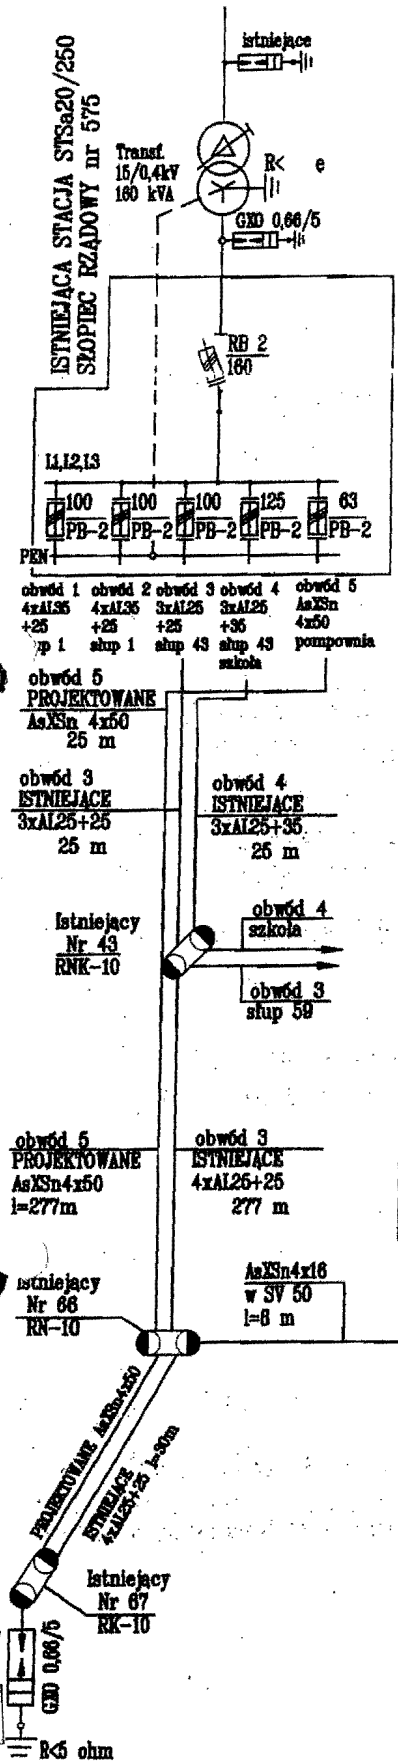 istniejące
ISTNIEJĄCA STACJA STSa20/250
SŁOPIEC RZĄDOWY nr 575
Transf.
15/0,4kV
160 kVA
R<
GXO 0,66/5
RB 2
160
L1,L2,L3
100
PB-2
100
PB-2
100
PB-2
125
PB-2
63
PB-2
PEN
obwód 1
4xAL35
+25
up 1
obwód 2
4xAL35
+25
słup 1
obwód 3
3xAL25
+25
słup 43
obwód 4
3xAL25
+35
słup 43
szkoła
obwód 5
AsXSn
4x50
pompownia
obwód 5
PROJEKTOWANE
AsXSn 4x50
25 m
obwód 3
ISTNIEJĄCE
3xAL25+25
25 m
obwód 4
ISTNIEJĄCE
3xAL25+35
25 m
Istniejący
Nr 43
RNK-10
obwód 4
szkoła
obwód 3
słup 59
obwód 5
PROJEKTOWANE
AsXSn4x50
l=277m
obwód 3
ISTNIEJĄCE
4xAL25+25
277 m
istniejący
Nr 66
RN-10
AsXSn4x16
w SV 50
l=8 m
PROJEKTOWANE AsXSn4x50
ISTNIEJĄCE
4xAL25+25 l=30m
Istniejący
Nr 67
RK-10
GXO 0,66/5
R<5 ohm